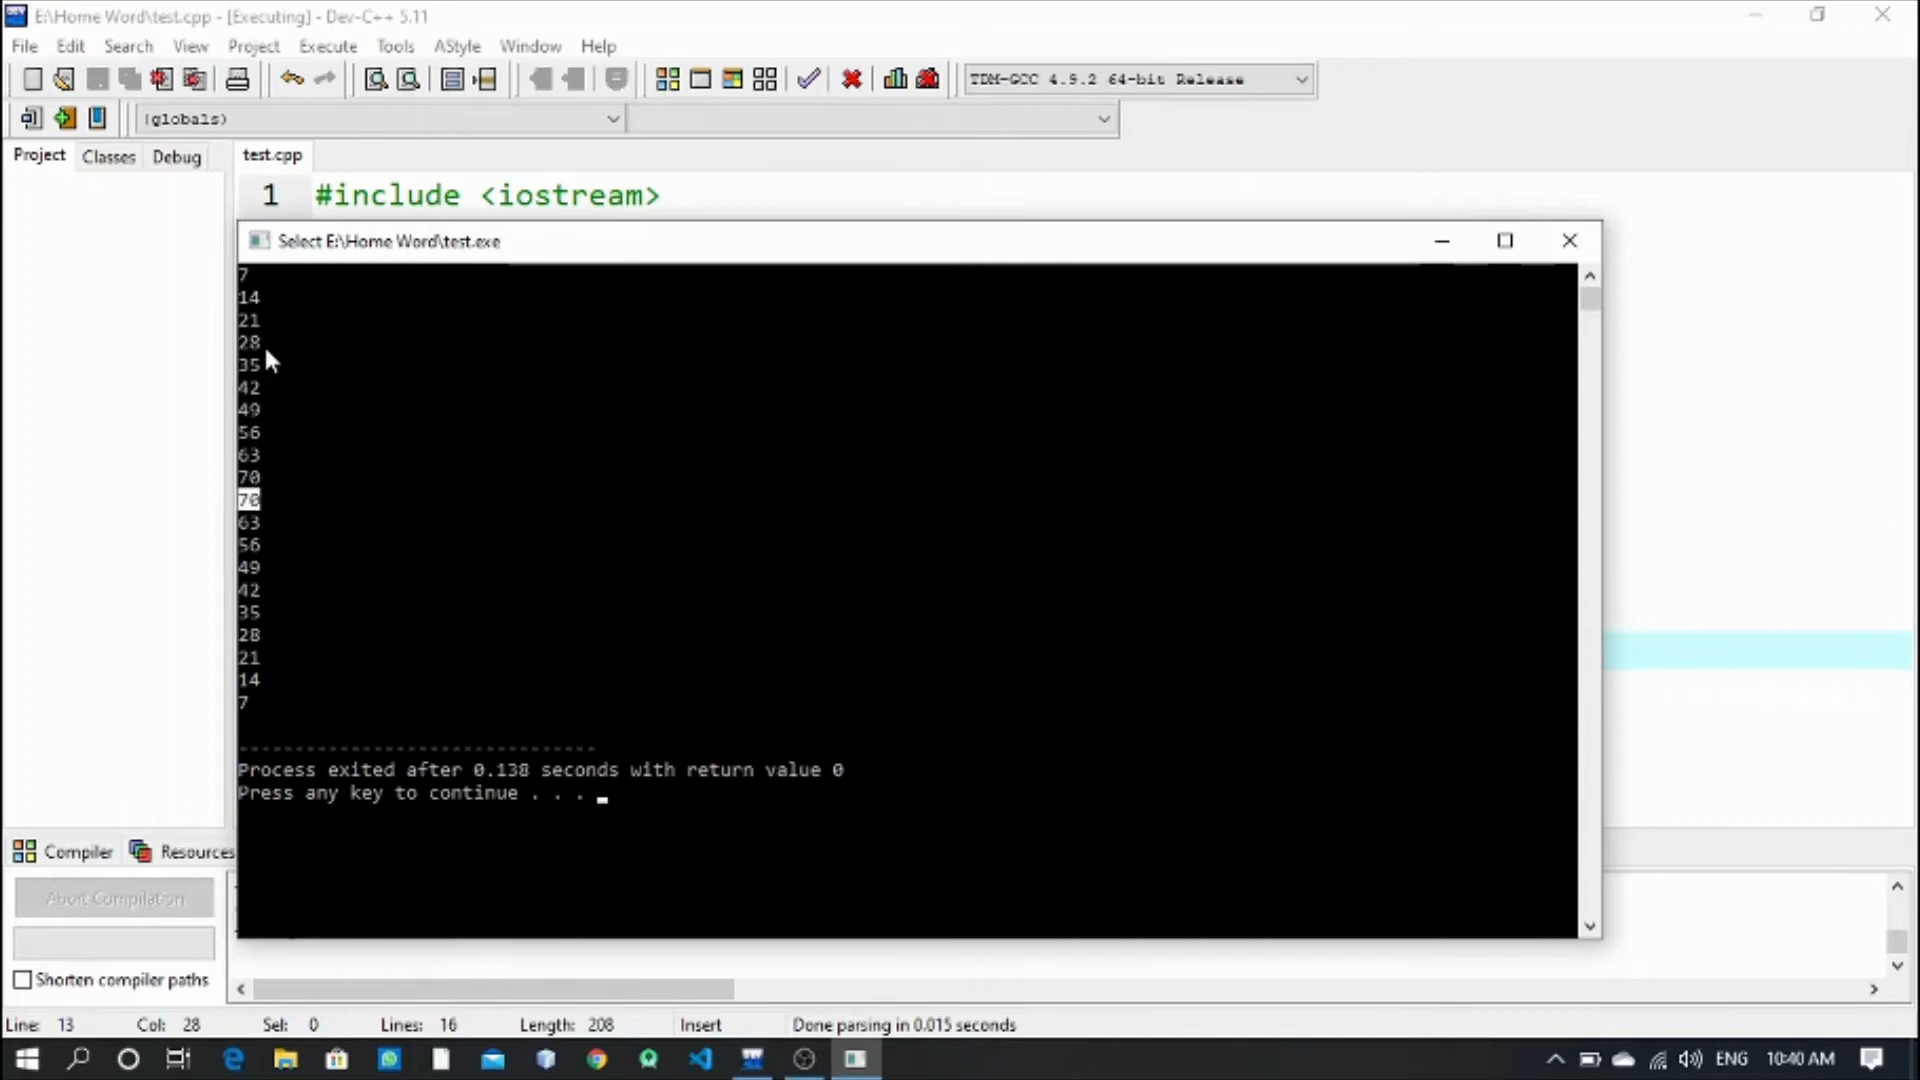 E:\Home Word\test.cpp - [Executing] - Dev-C++ 5.11
File Edit Search View Project Execute Tools AStyle Window Help
TDM-GCC 4.9.2 64-bit Release
(globals)
Project Classes Debug test.cpp
1 #include <iostream>
Select E:\Home Word\test.exe
7
14
21
28
35
42
49
56
63
70
70
63
56
49
42
35
28
21
14
7
--------------------------------
Process exited after 0.138 seconds with return value 0
Press any key to continue . . .
Compiler Resources
Abort Compilation
Shorten compiler paths
Line: 13 Col: 28 Sel: 0 Lines: 16 Length: 208 Insert Done parsing in 0.015 seconds
ENG 10:40 AM